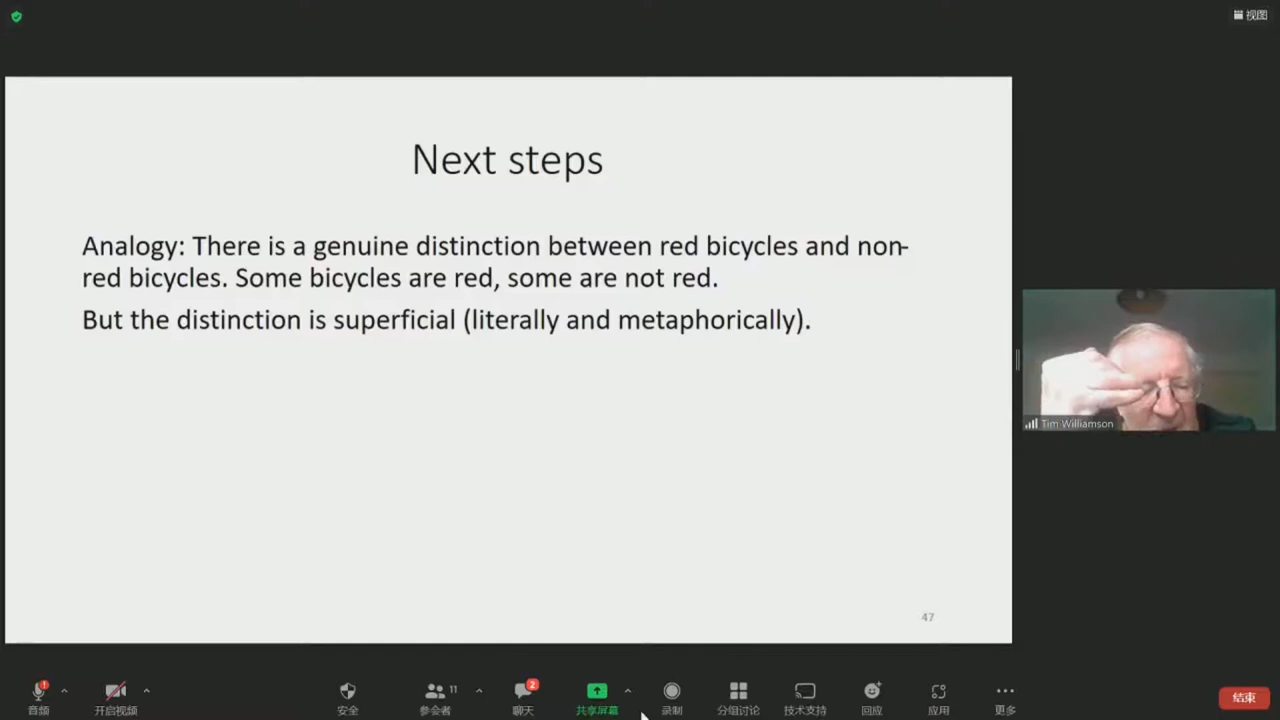 视图
Next steps
Analogy: There is a genuine distinction between red bicycles and non-
red bicycles. Some bicycles are red, some are not red.
But the distinction is superficial (literally and metaphorically).
Tim Williamson
47
音频
开启视频
安全
参会者
11
聊天
2
共享屏幕
录制
分组讨论
技术支持
回应
应用
更多
结束